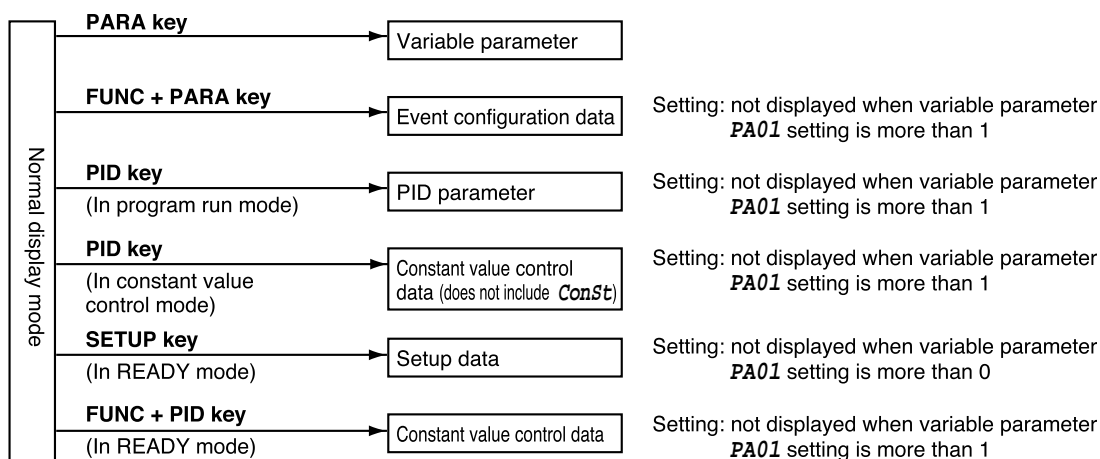 Normal display mode
PARA key
Variable parameter
FUNC + PARA key
Event configuration data
Setting: not displayed when variable parameter
PA01 setting is more than 1
PID key
(In program run mode)
PID parameter
Setting: not displayed when variable parameter
PA01 setting is more than 1
PID key
(In constant value
control mode)
Constant value control
data (does not include ConSt)
Setting: not displayed when variable parameter
PA01 setting is more than 1
SETUP key
(In READY mode)
Setup data
Setting: not displayed when variable parameter
PA01 setting is more than 0
FUNC + PID key
(In READY mode)
Constant value control data
Setting: not displayed when variable parameter
PA01 setting is more than 1